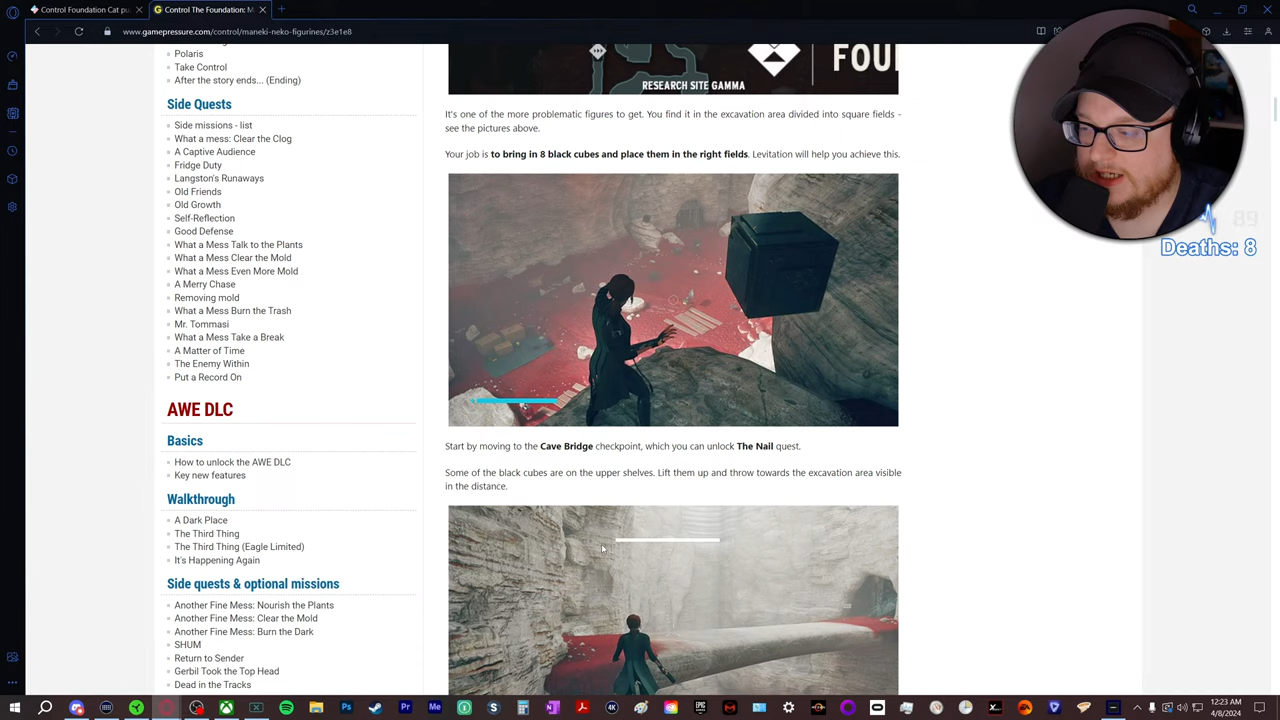 Control Foundation Cat pu
Control The Foundation: M
www.gamepressure.com/control/maneki-neko-figurines/z3e1e8
Polaris
Take Control
After the story ends... (Ending)
Side Quests
Side missions - list
What a mess: Clear the Clog
A Captive Audience
Fridge Duty
Langston's Runaways
Old Friends
Old Growth
Self-Reflection
Good Defense
What a Mess Talk to the Plants
What a Mess Clear the Mold
What a Mess Even More Mold
A Merry Chase
Removing mold
What a Mess Burn the Trash
Mr. Tommasi
What a Mess Take a Break
A Matter of Time
The Enemy Within
Put a Record On
AWE DLC
Basics
How to unlock the AWE DLC
Key new features
Walkthrough
A Dark Place
The Third Thing
The Third Thing (Eagle Limited)
It's Happening Again
Side quests & optional missions
Another Fine Mess: Nourish the Plants
Another Fine Mess: Clear the Mold
Another Fine Mess: Burn the Dark
SHUM
Return to Sender
Gerbil Took the Top Head
Dead in the Tracks
RESEARCH SITE GAMMA
FOU
It's one of the more problematic figures to get. You find it in the excavation area divided into square fields -
see the pictures above.
Your job is to bring in 8 black cubes and place them in the right fields. Levitation will help you achieve this.
Start by moving to the Cave Bridge checkpoint, which you can unlock The Nail quest.
Some of the black cubes are on the upper shelves. Lift them up and throw towards the excavation area visible
in the distance.
89
Deaths: 8
12:23 AM
4/8/2024